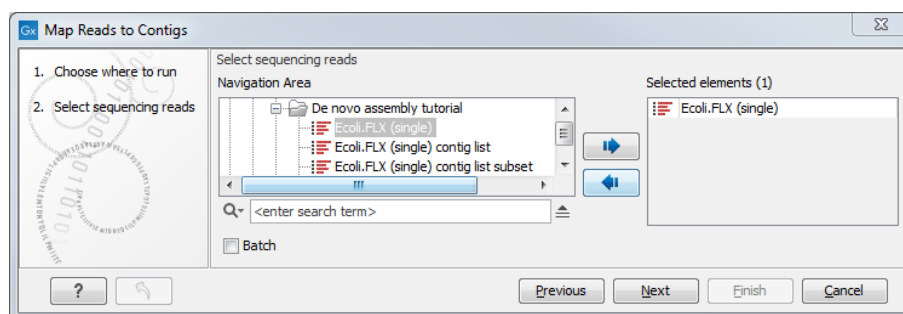 Gx Map Reads to Contigs
1. Choose where to run
2. Select sequencing reads
Select sequencing reads
Navigation Area
De novo assembly tutorial
Ecoli.FLX (single)
Ecoli.FLX (single) contig list
Ecoli.FLX (single) contig list subset
<enter search term>
Batch
Selected elements (1)
Ecoli.FLX (single)
?
Previous
Next
Finish
Cancel